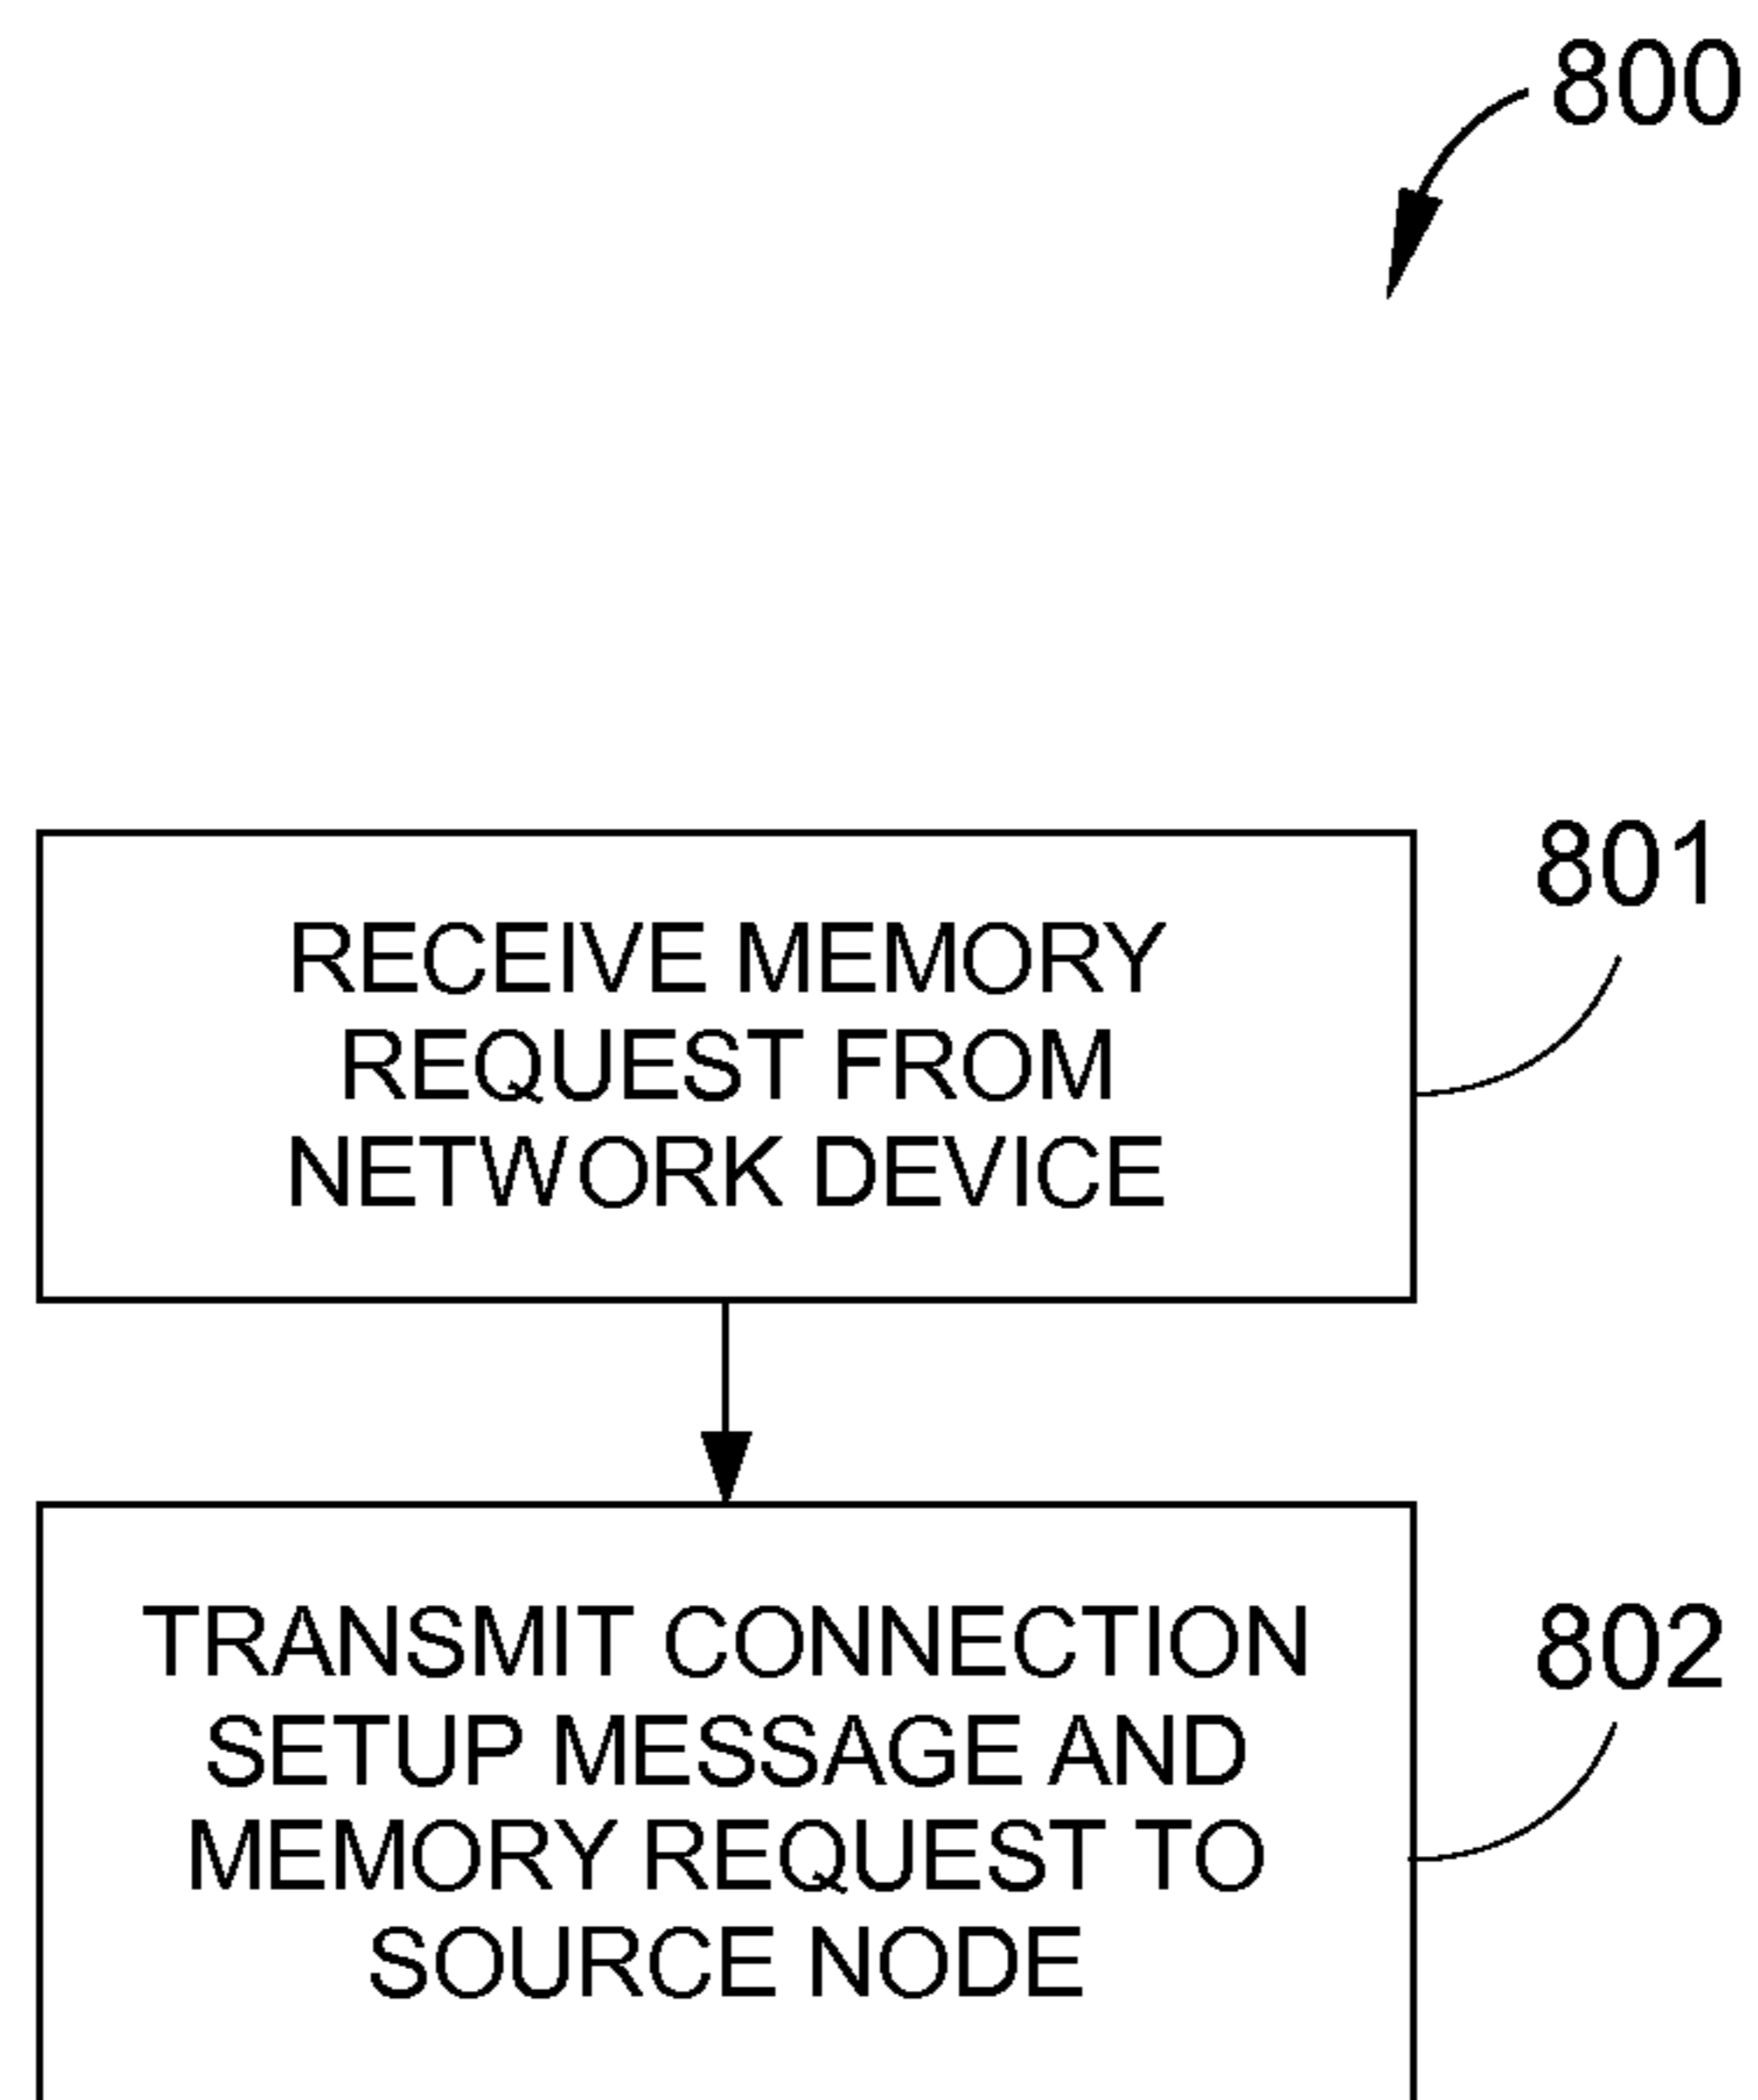 800
801
RECEIVE MEMORY
REQUEST FROM
NETWORK DEVICE
802
TRANSMIT CONNECTION
SETUP MESSAGE AND
MEMORY REQUEST TO
SOURCE NODE